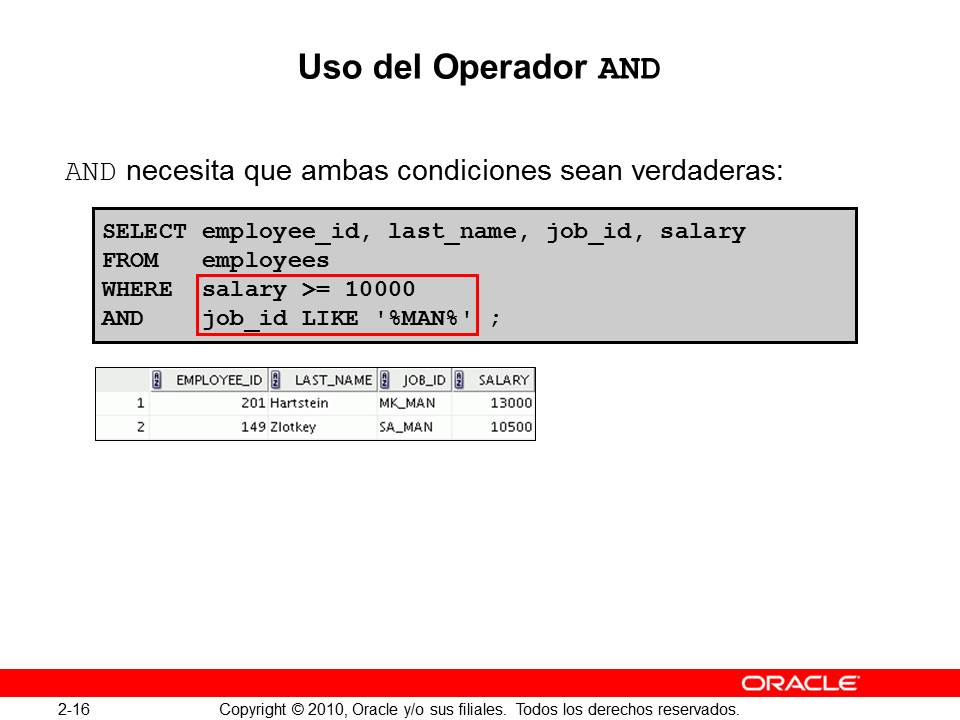 Uso del Operador AND
AND necesita que ambas condiciones sean verdaderas:
SELECT employee_id, last_name, job_id, salary
FROM employees
WHERE salary >= 10000
AND job_id LIKE '%MAN%' ;
EMPLOYEE_ID LAST_NAME JOB_ID SALARY
1 201 Hartstein MK_MAN 13000
2 149 Zlotkey SA_MAN 10500
ORACLE
2-16 Copyright © 2010, Oracle y/o sus filiales. Todos los derechos reservados.